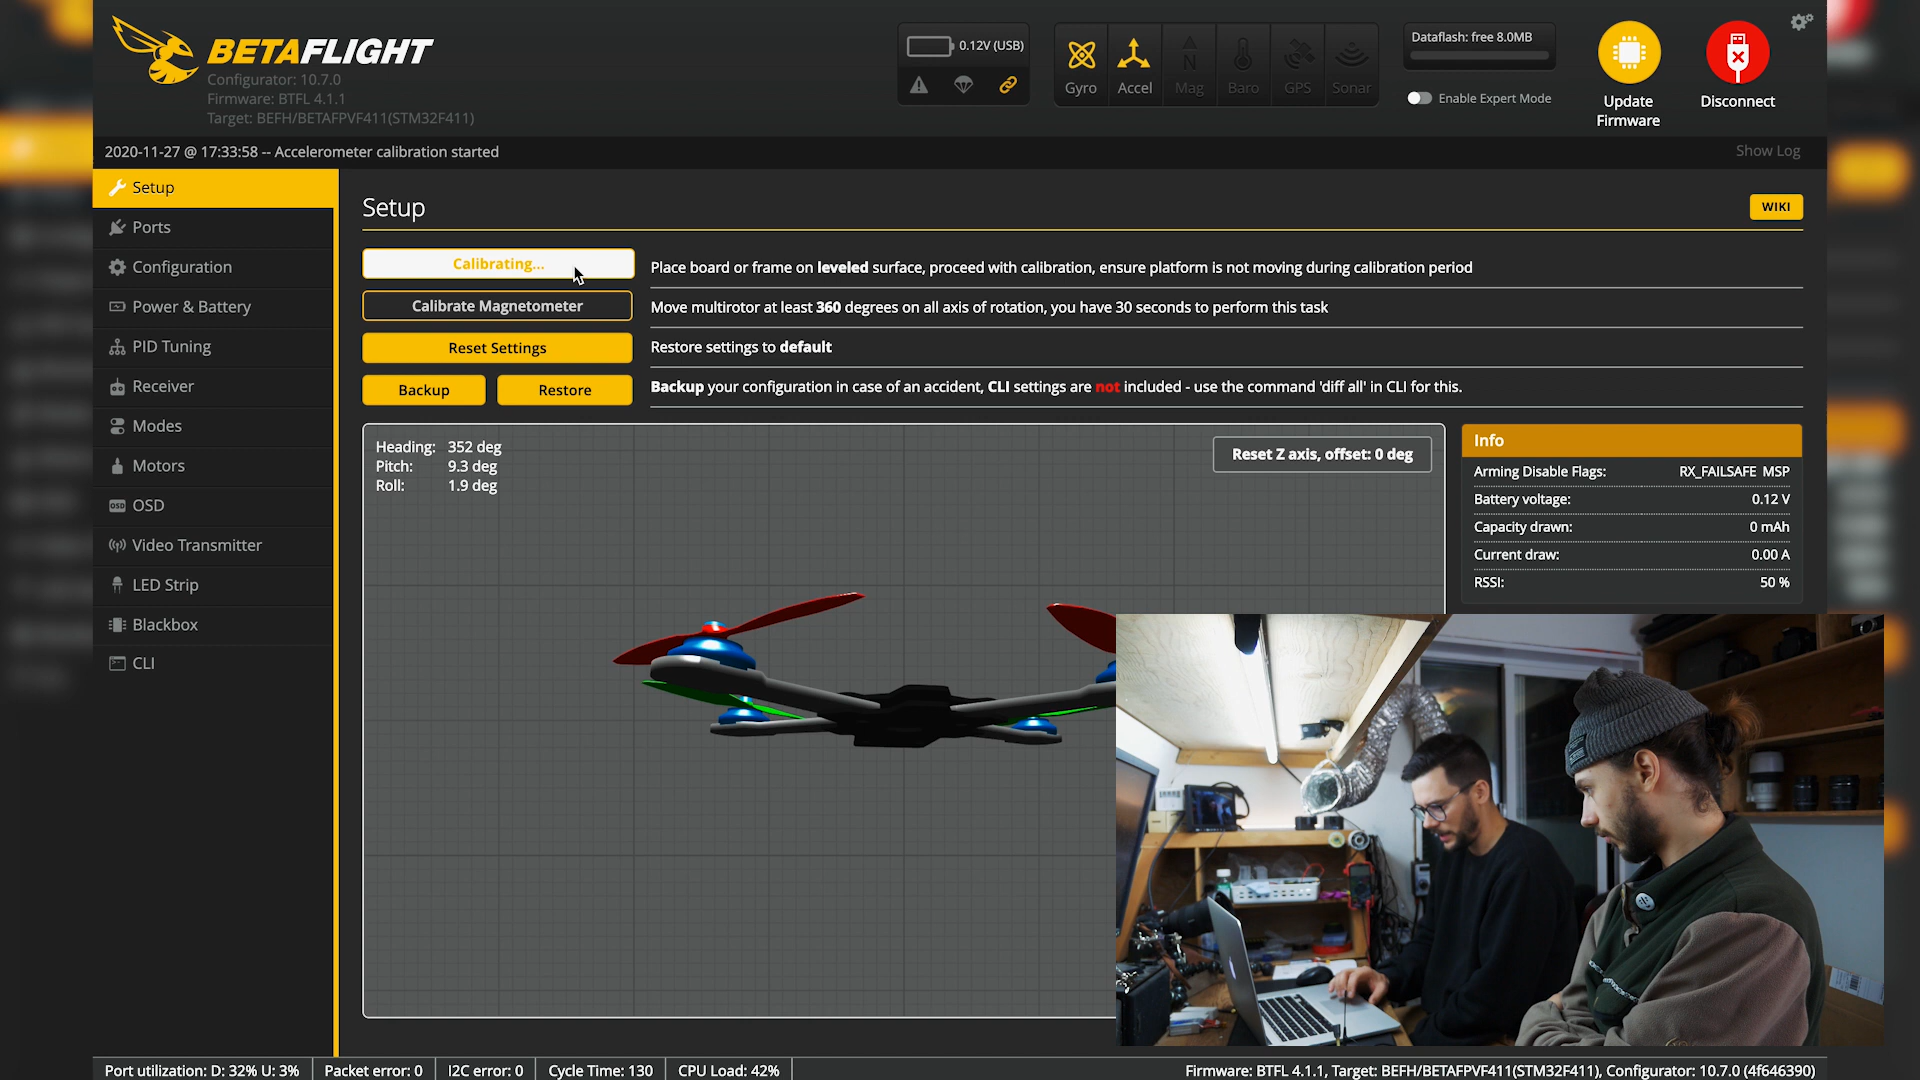 BETAFLIGHT
Configurator: 10.7.0
Firmware: BTFL 4.1.1
Target: BEFH/BETAFPVF411(STM32F411)
0.12V (USB)
Gyro
Accel
Mag
Baro
GPS
Sonar
Dataflash: free 8.0MB
Enable Expert Mode
Update
Firmware
Disconnect
2020-11-27 @ 17:33:58 -- Accelerometer calibration started
Show Log
Setup
Ports
Configuration
Power & Battery
PID Tuning
Receiver
Modes
Motors
OSD
Video Transmitter
LED Strip
Blackbox
CLI
Setup
WIKI
Calibrating...
Place board or frame on leveled surface, proceed with calibration, ensure platform is not moving during calibration period
Calibrate Magnetometer
Move multirotor at least 360 degrees on all axis of rotation, you have 30 seconds to perform this task
Reset Settings
Restore settings to default
Backup
Restore
Backup your configuration in case of an accident, CLI settings are not included - use the command 'diff all' in CLI for this.
Heading: 352 deg
Pitch: 9.3 deg
Roll: 1.9 deg
Reset Z axis, offset: 0 deg
Info
Arming Disable Flags: RX_FAILSAFE MSP
Battery voltage: 0.12 V
Capacity drawn: 0 mAh
Current draw: 0.00 A
RSSI: 50 %
Port utilization: D: 32% U: 3%
Packet error: 0
I2C error: 0
Cycle Time: 130
CPU Load: 42%
Firmware: BTFL 4.1.1, Target: BEFH/BETAFPVF411(STM32F411), Configurator: 10.7.0 (4f646390)